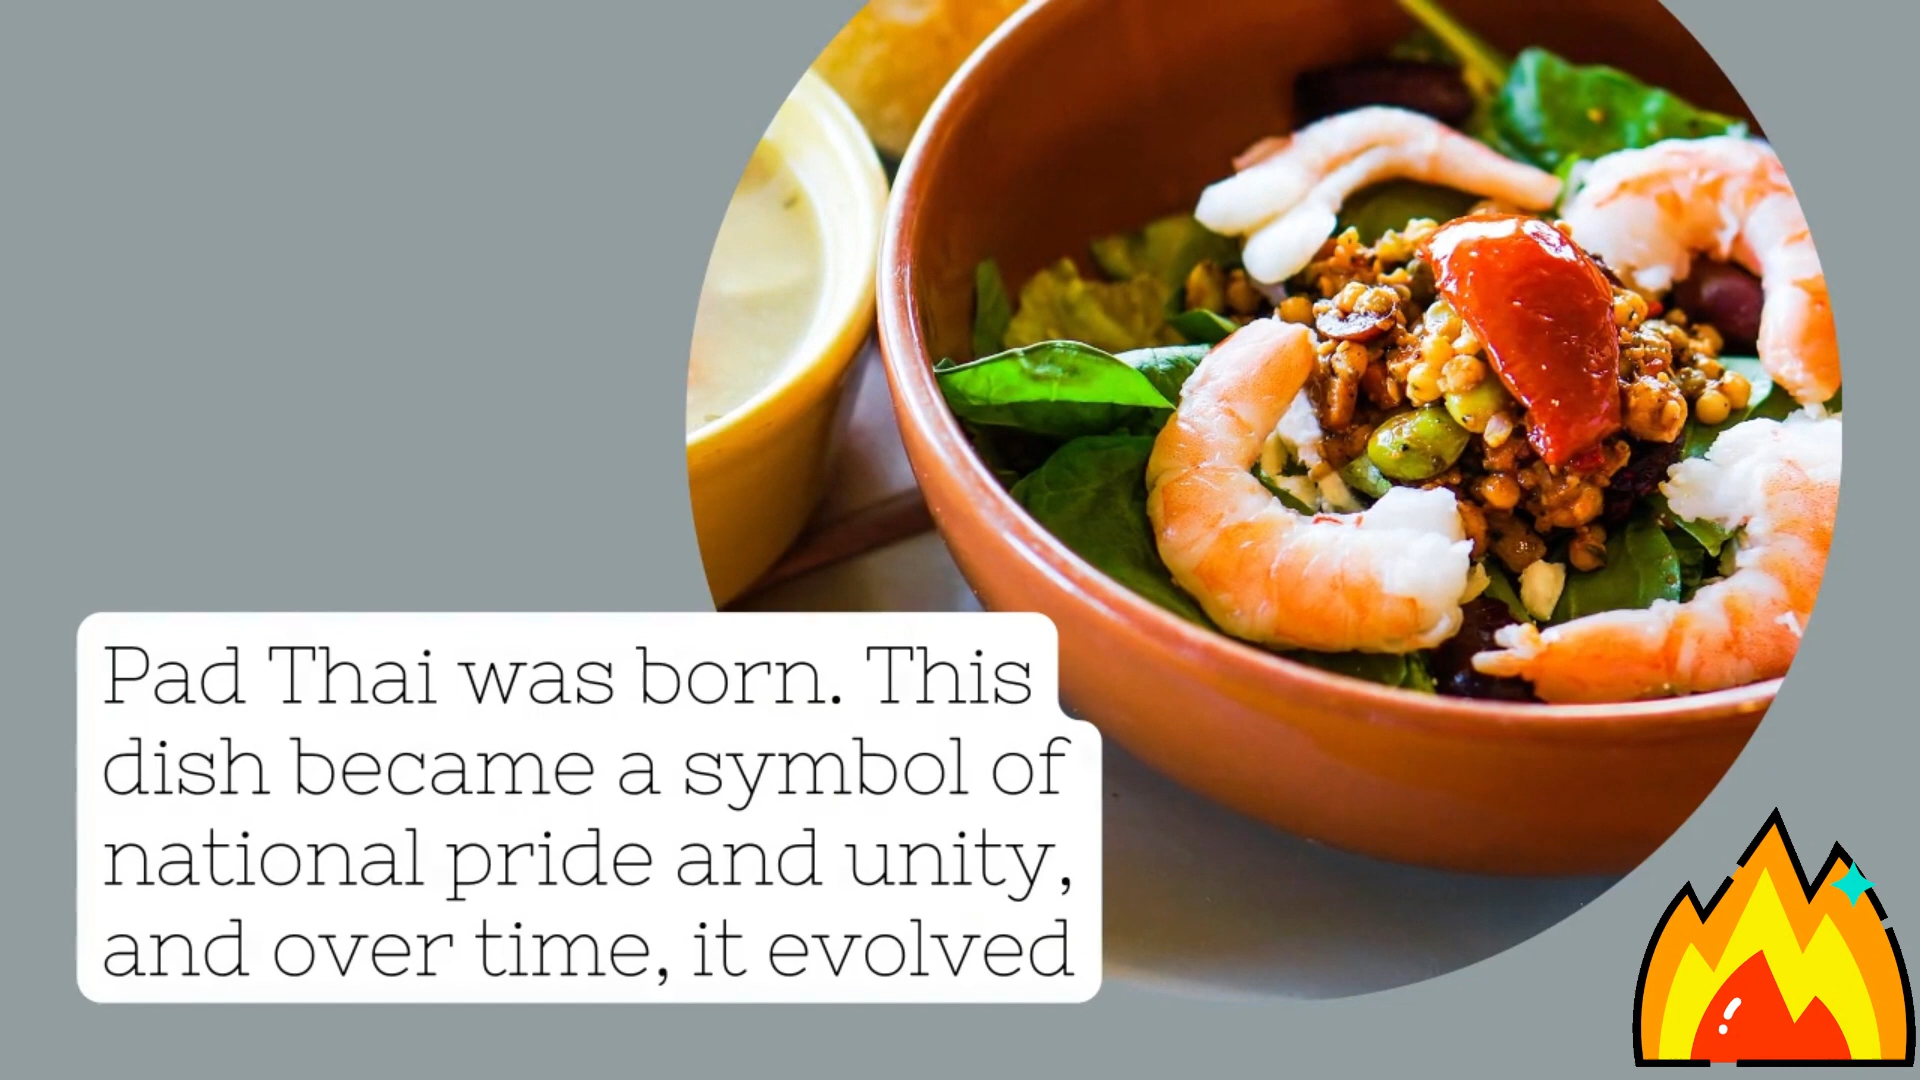 Pad Thai was born. This
dish became a symbol of
national pride and unity,
and over time, it evolved